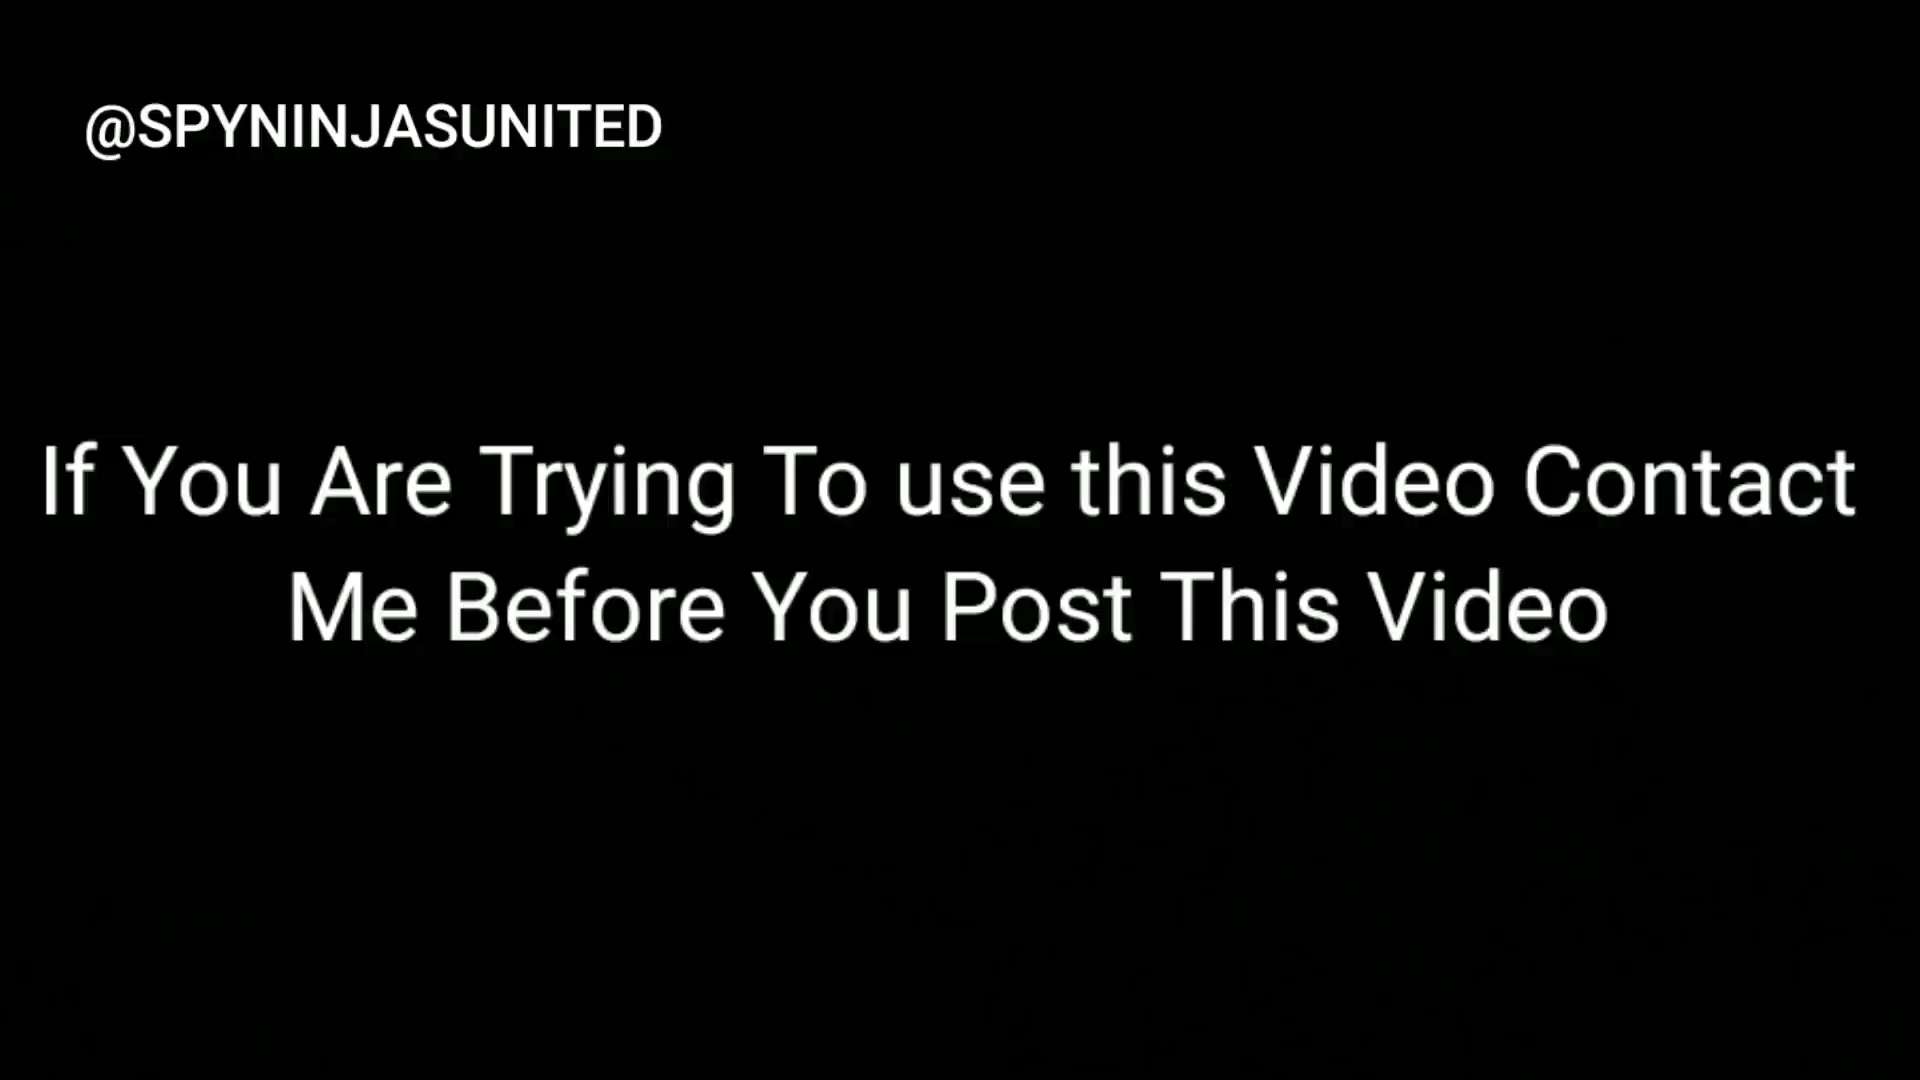 @SPYNINJASUNITED
If You Are Trying To use this Video Contact
Me Before You Post This Video